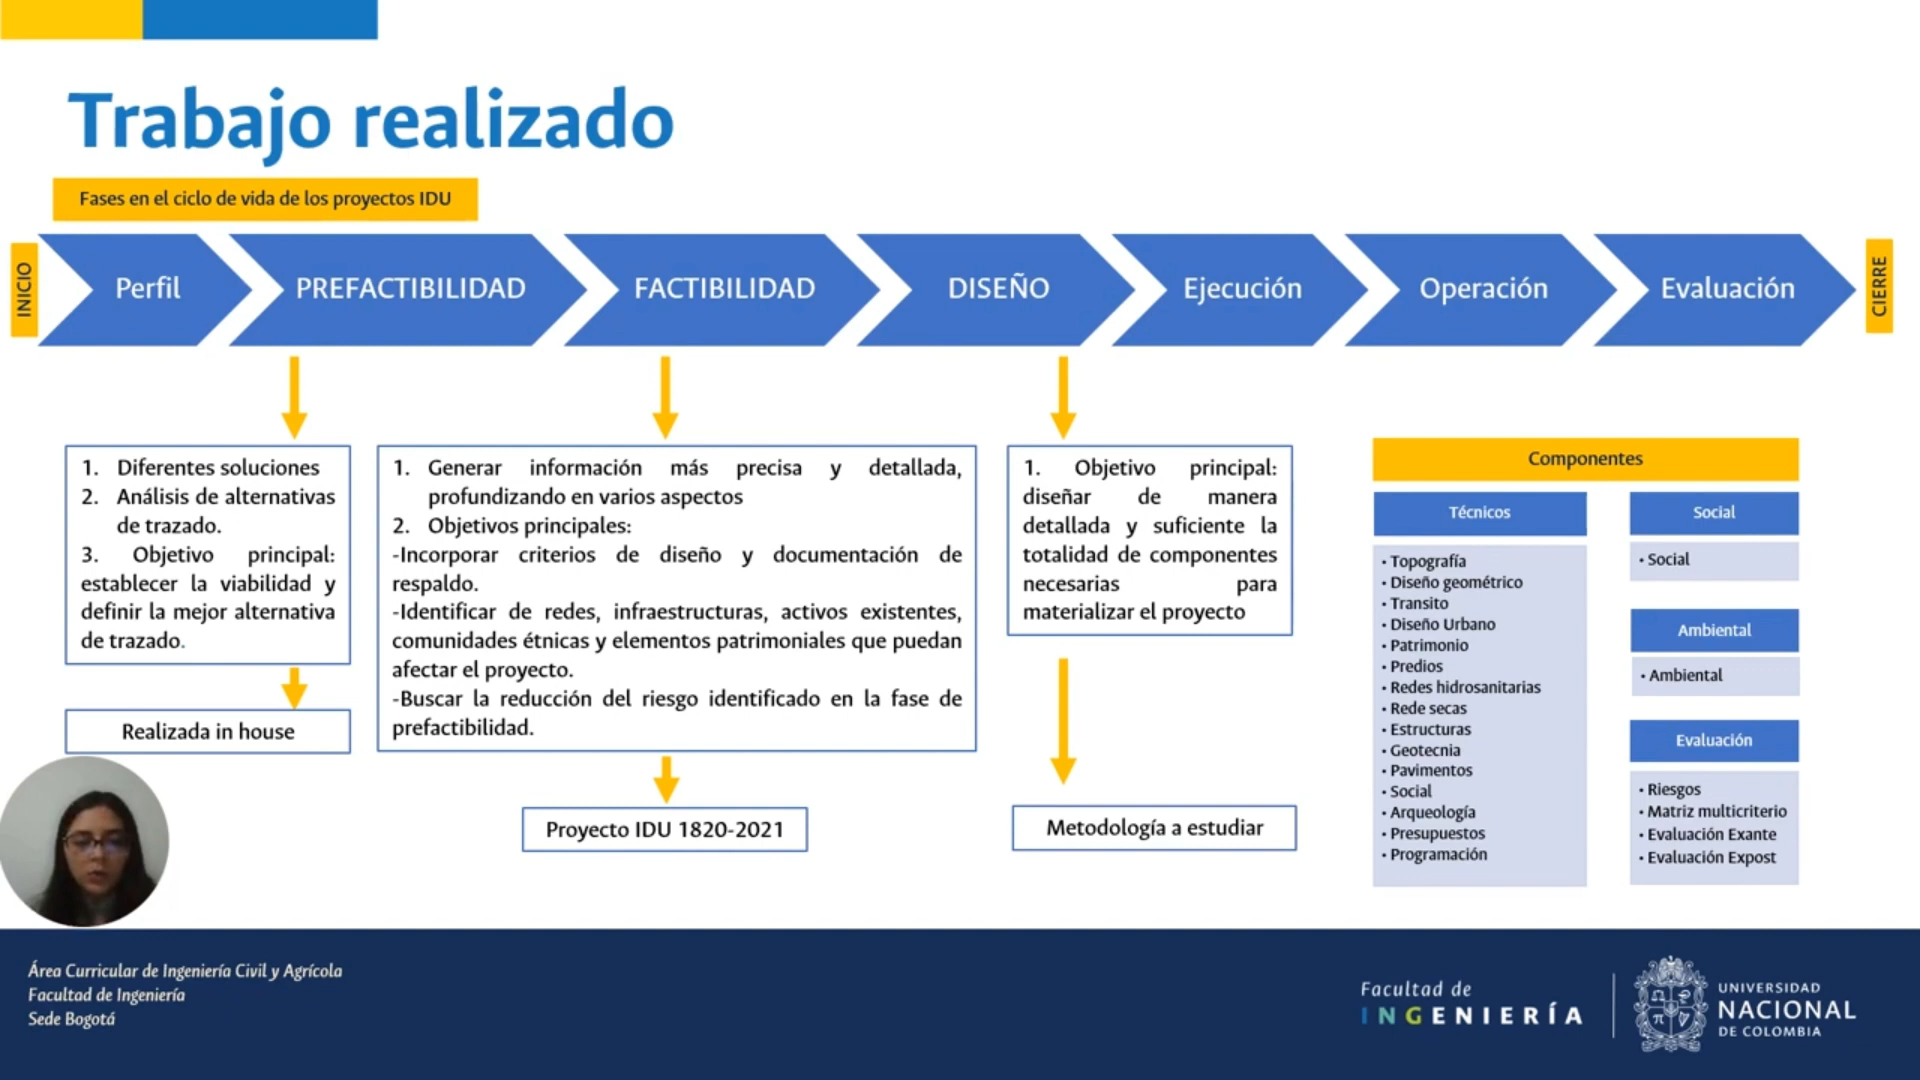 Trabajo realizado
Fases en el ciclo de vida de los proyectos IDU
INICIO
Perfil
PREFACTIBILIDAD
FACTIBILIDAD
DISEÑO
Ejecución
Operación
Evaluación
CIERRE
1. Diferentes soluciones
2. Análisis de alternativas
de trazado.
3. Objetivo principal:
establecer la viabilidad y
definir la mejor alternativa
de trazado.
Realizada in house
1. Generar información más precisa y detallada,
profundizando en varios aspectos
2. Objetivos principales:
-Incorporar criterios de diseño y documentación de
respaldo.
-Identificar de redes, infraestructuras, activos existentes,
comunidades étnicas y elementos patrimoniales que puedan
afectar el proyecto.
-Buscar la reducción del riesgo identificado en la fase de
prefactibilidad.
Proyecto IDU 1820-2021
1. Objetivo principal:
diseñar de manera
detallada y suficiente la
totalidad de componentes
necesarias para
materializar el proyecto
Metodología a estudiar
Componentes
Técnicos
• Topografía
• Diseño geométrico
• Transito
• Diseño Urbano
• Patrimonio
• Predios
• Redes hidrosanitarias
• Rede secas
• Estructuras
• Geotecnia
• Pavimentos
• Social
• Arqueología
• Presupuestos
• Programación
Social
• Social
Ambiental
• Ambiental
Evaluación
• Riesgos
• Matriz multicriterio
• Evaluación Exante
• Evaluación Expost
Área Curricular de Ingeniería Civil y Agrícola
Facultad de Ingeniería
Sede Bogotá
Facultad de
INGENIERÍA
UNIVERSIDAD
NACIONAL
DE COLOMBIA